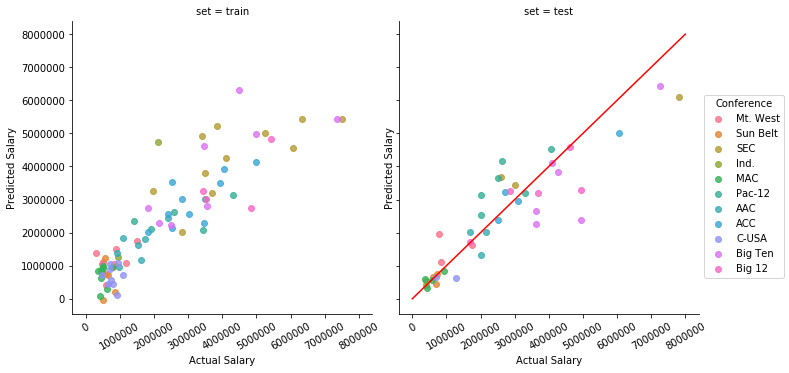 set = train
set = test
8000000
7000000
6000000
5000000
4000000
3000000
2000000
1000000
0
Predicted Salary
Predicted Salary
0
1000000
2000000
3000000
4000000
5000000
6000000
7000000
8000000
Actual Salary
0
1000000
2000000
3000000
4000000
5000000
6000000
7000000
8000000
Actual Salary
Conference
Mt. West
Sun Belt
SEC
Ind.
MAC
Pac-12
AAC
ACC
C-USA
Big Ten
Big 12